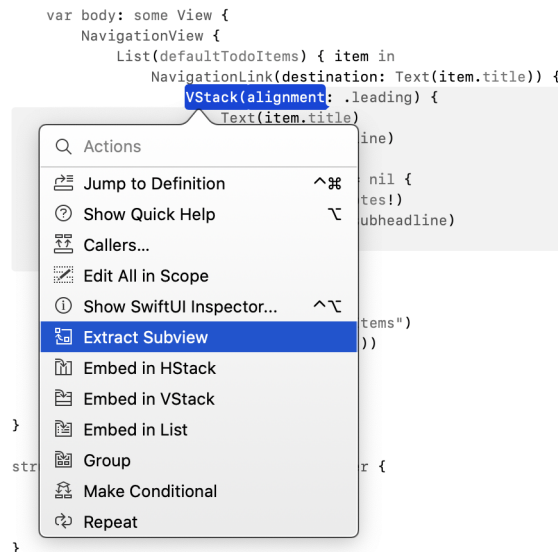 var body: some View {
NavigationView {
List(defaultTodoItems) { item in
NavigationLink(destination: Text(item.title)) {
VStack(alignment: .leading) {
Text(item.title)
ine)
Actions
nil {
Jump to Definition ^⌘
tes!)
Show Quick Help ⌥
ubheadline)
Callers...
Edit All in Scope
Show SwiftUI Inspector... ^⌥
tems")
Extract Subview
))
Embed in HStack
Embed in VStack
}
Embed in List
str r {
Group
Make Conditional
Repeat
}